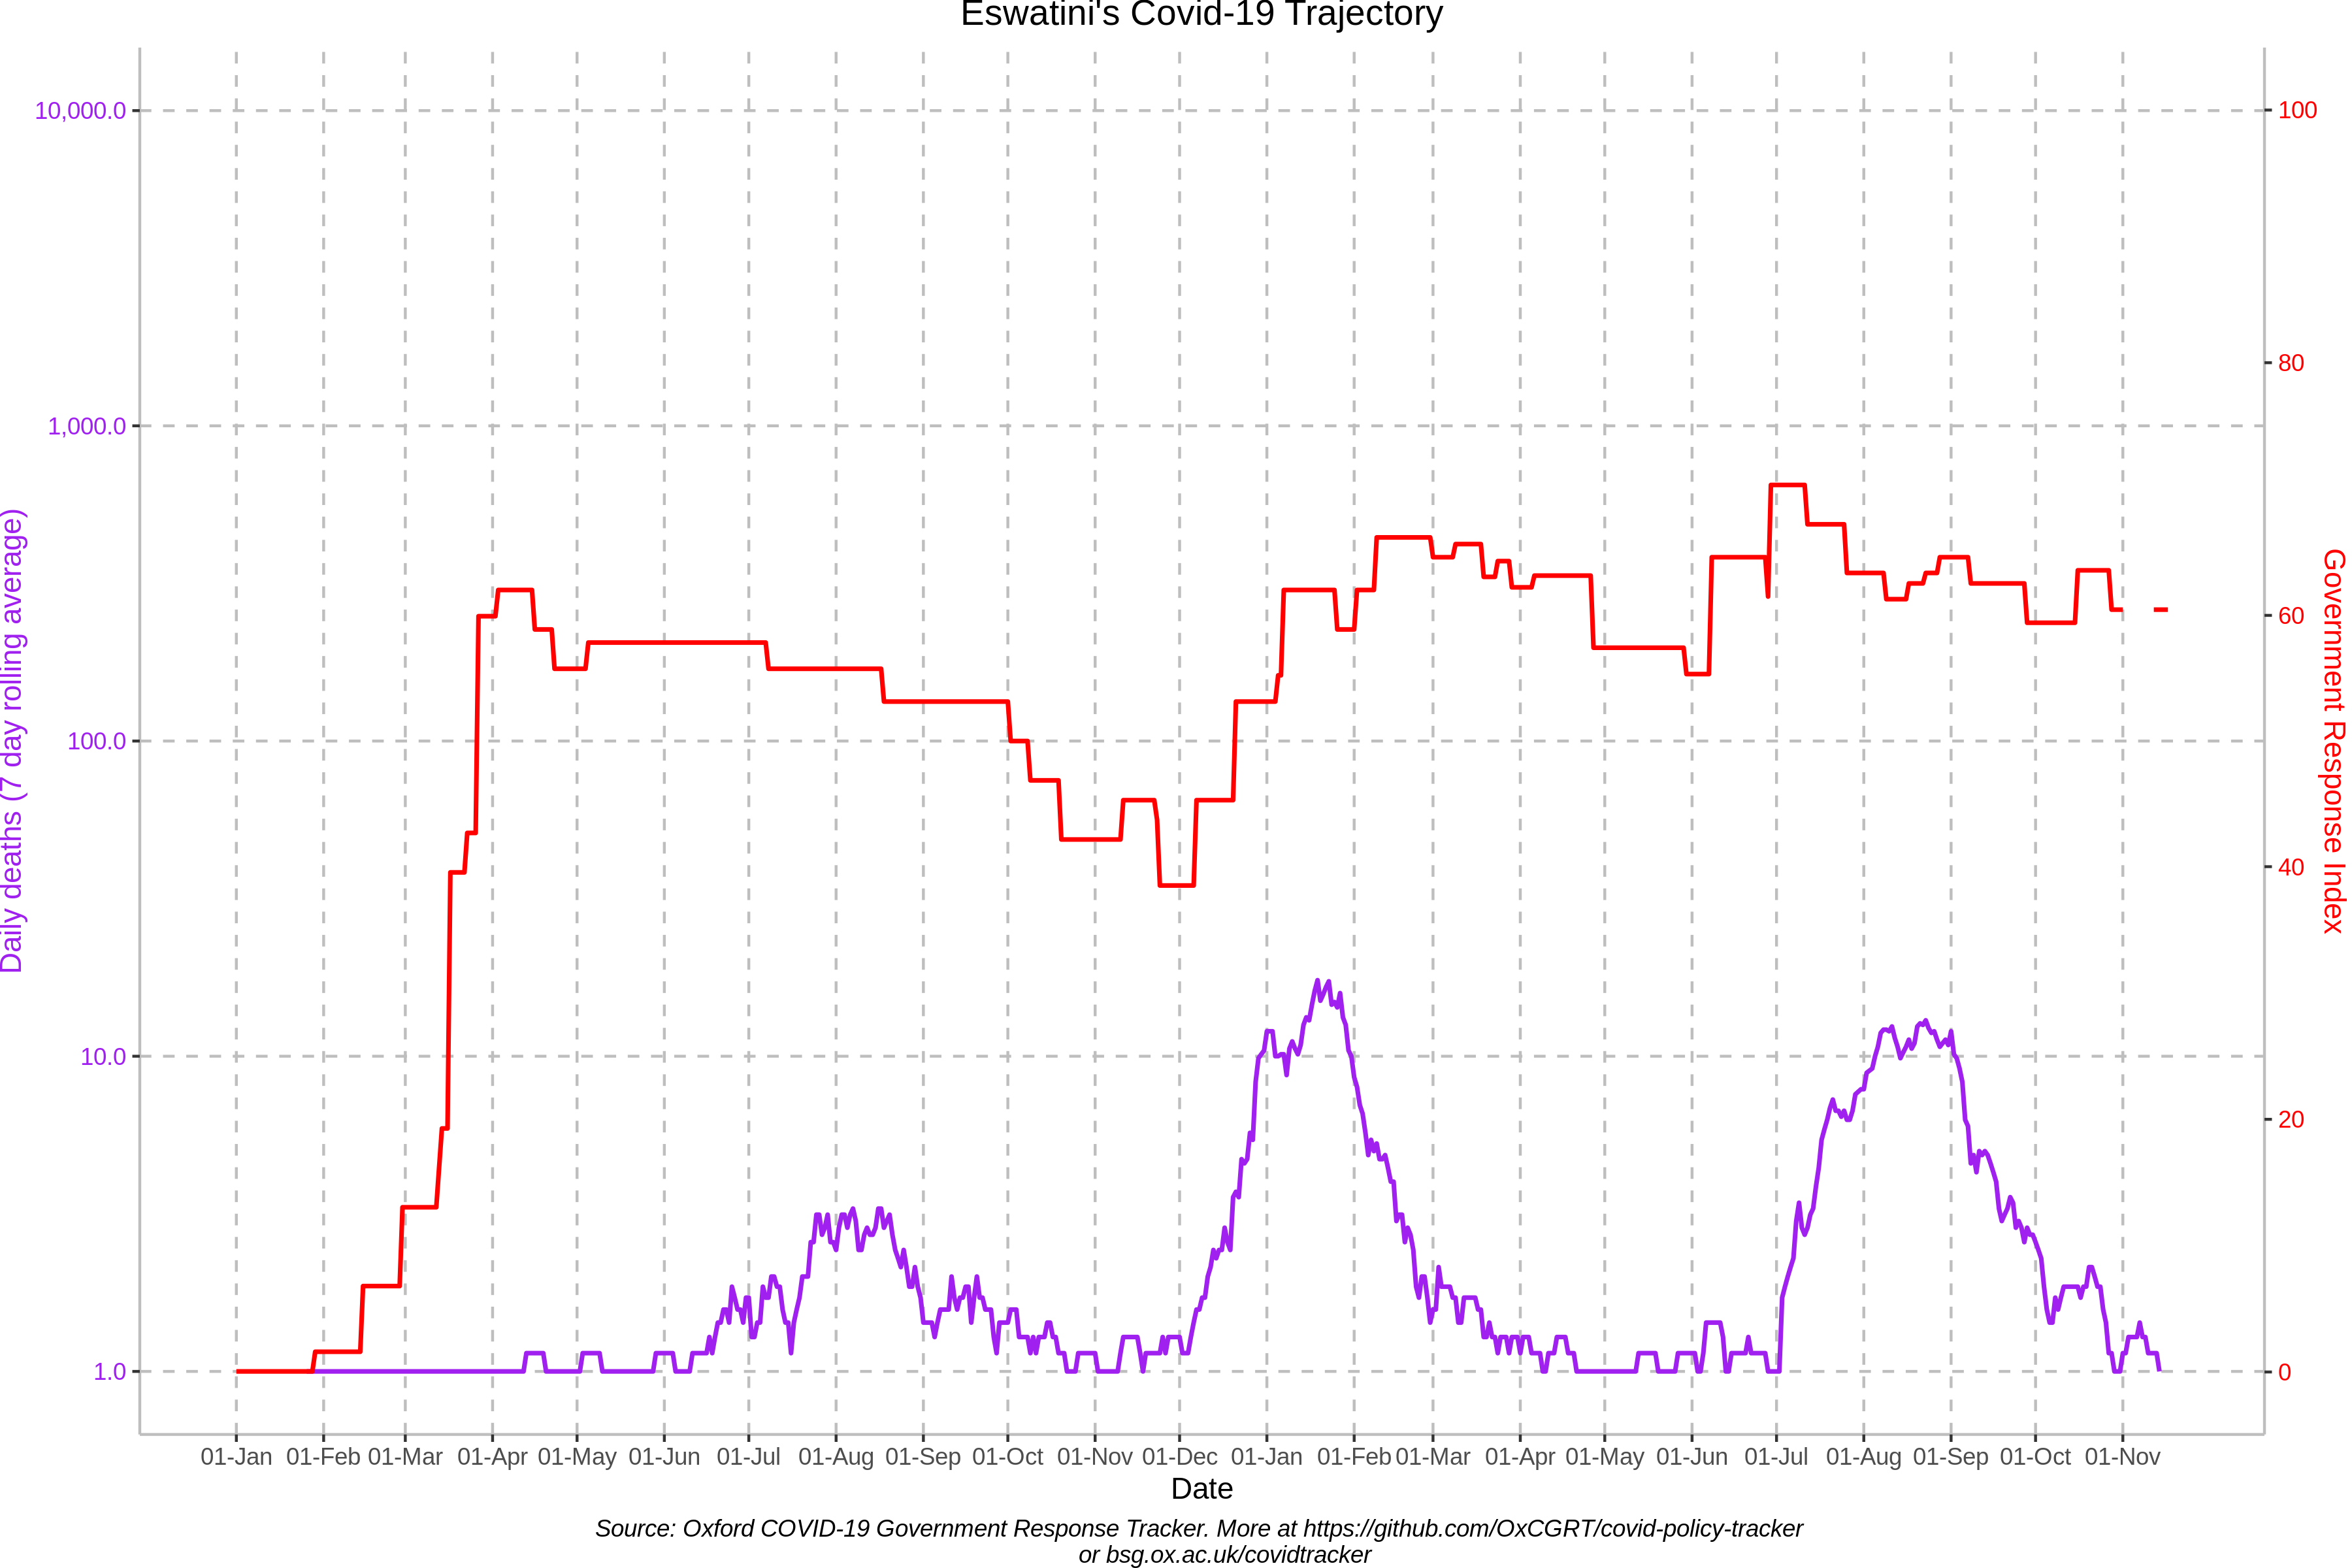 Eswatini's Covid-19 Trajectory
10,000.0
1,000.0
100.0
10.0
1.0
Daily deaths (7 day rolling average)
100
80
60
40
20
0
Government Response Index
01-Jan 01-Feb 01-Mar 01-Apr 01-May 01-Jun 01-Jul 01-Aug 01-Sep 01-Oct 01-Nov 01-Dec 01-Jan 01-Feb 01-Mar 01-Apr 01-May 01-Jun 01-Jul 01-Aug 01-Sep 01-Oct 01-Nov
Date
Source: Oxford COVID-19 Government Response Tracker. More at https://github.com/OxCGRT/covid-policy-tracker
or bsg.ox.ac.uk/covidtracker